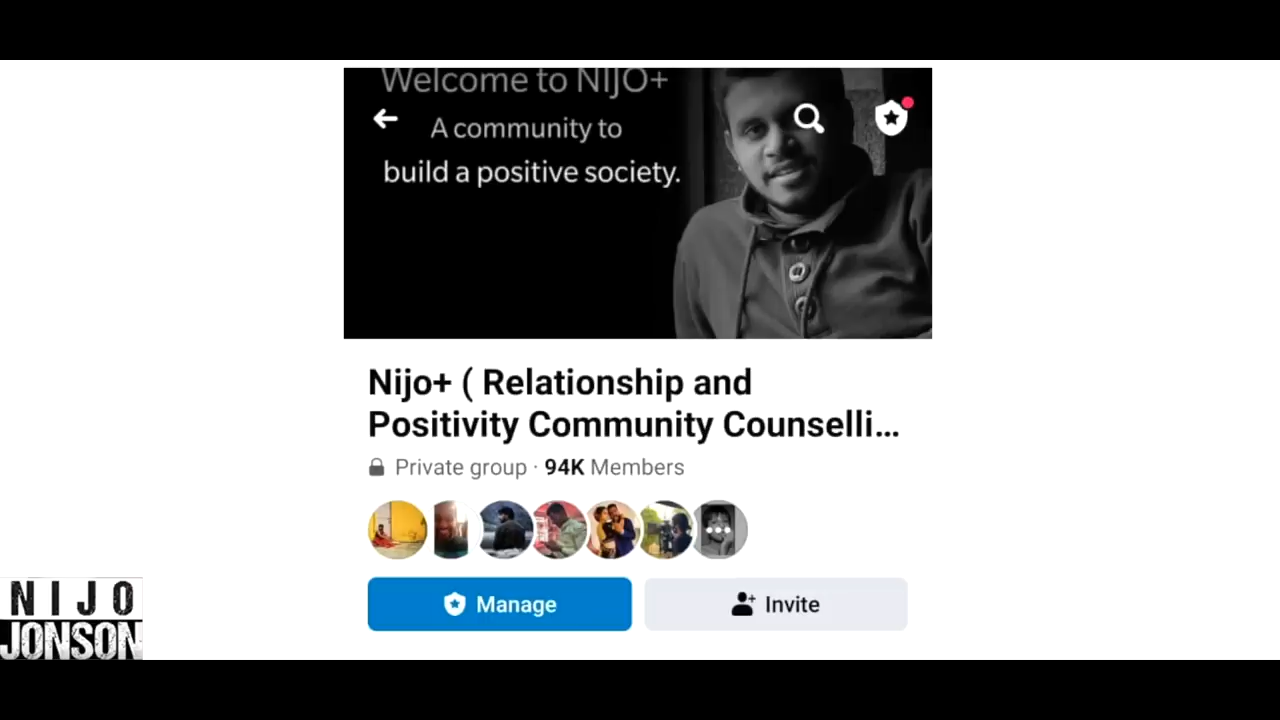 Welcome to NIJO+
A community to
build a positive society.
Nijo+ ( Relationship and
Positivity Community Counselli...
Private group · 94K Members
Manage
Invite
NIJO
JONSON